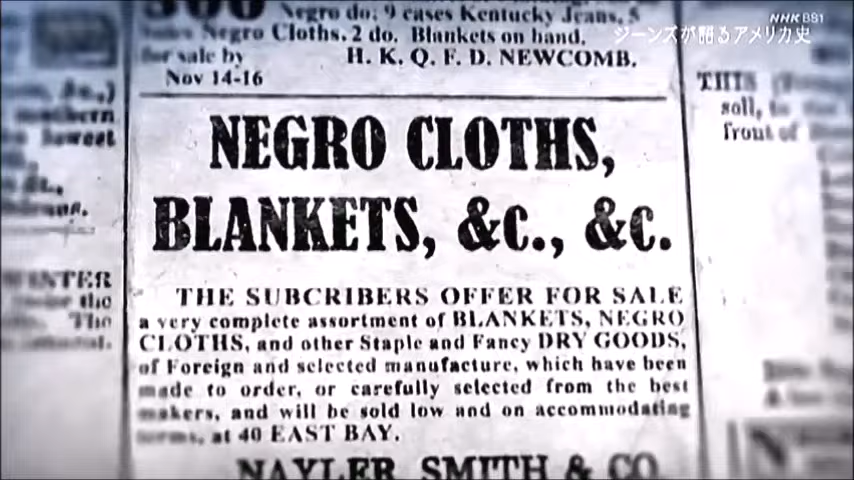 NHK BS1
ジーンズが語るアメリカ史
Negro do; 9 cases Kentucky Jeans, 5
Negro Cloths, 2 do. Blankets on hand,
for sale by H. K. Q. F. D. NEWCOMB.
Nov 14-16
NEGRO CLOTHS,
BLANKETS, &c., &c.
THE SUBCRIBERS OFFER FOR SALE
a very complete assortment of BLANKETS, NEGRO
CLOTHS, and other Staple and Fancy DRY GOODS,
of Foreign and selected manufacture, which have been
made to order, or carefully selected from the best
makers, and will be sold low and on accommodating
terms, at 40 EAST BAY.
NAYLER SMITH & CO
THIS
soil, to
front of
lowest
WINTER
the
The